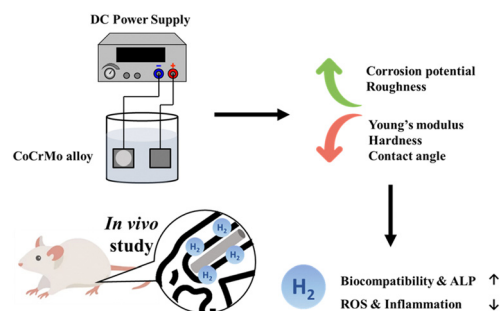 DC Power Supply
− +
CoCrMo alloy
Corrosion potential
Roughness
Young's modulus
Hardness
Contact angle
In vivo
study
H2
H2
H2
H2
H2
Biocompatibility & ALP ↑
ROS & Inflammation ↓